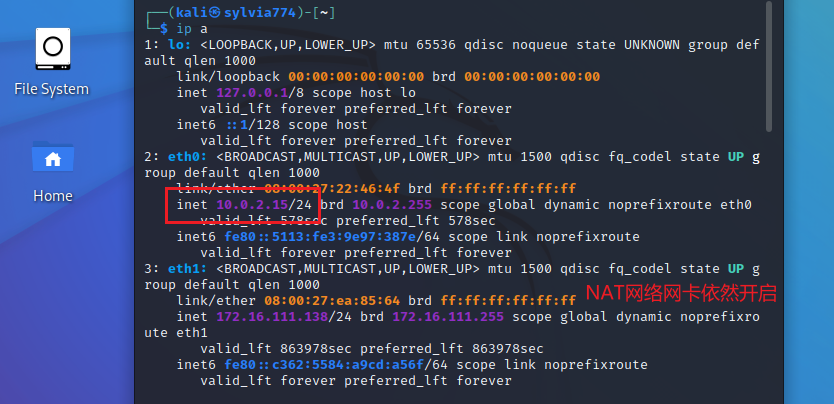 File System
Home
┌──(kali㉿sylvia774)-[~]
└─$ ip a
1: lo: <LOOPBACK,UP,LOWER_UP> mtu 65536 qdisc noqueue state UNKNOWN group def
ault qlen 1000
link/loopback 00:00:00:00:00:00 brd 00:00:00:00:00:00
inet 127.0.0.1/8 scope host lo
valid_lft forever preferred_lft forever
inet6 ::1/128 scope host
valid_lft forever preferred_lft forever
2: eth0: <BROADCAST,MULTICAST,UP,LOWER_UP> mtu 1500 qdisc fq_codel state UP g
roup default qlen 1000
link/ether 08:00:27:22:46:4f brd ff:ff:ff:ff:ff:ff
inet 10.0.2.15/24 brd 10.0.2.255 scope global dynamic noprefixroute eth0
valid_lft 578sec preferred_lft 578sec
inet6 fe80::5113:fe3:9e97:387e/64 scope link noprefixroute
valid_lft forever preferred_lft forever
3: eth1: <BROADCAST,MULTICAST,UP,LOWER_UP> mtu 1500 qdisc fq_codel state UP g
roup default qlen 1000
link/ether 08:00:27:ea:85:64 brd ff:ff:ff:ff:ff:ff
NAT网络网卡依然开启
inet 172.16.111.138/24 brd 172.16.111.255 scope global dynamic noprefixro
ute eth1
valid_lft 863978sec preferred_lft 863978sec
inet6 fe80::c362:5584:a9cd:a56f/64 scope link noprefixroute
valid_lft forever preferred_lft forever